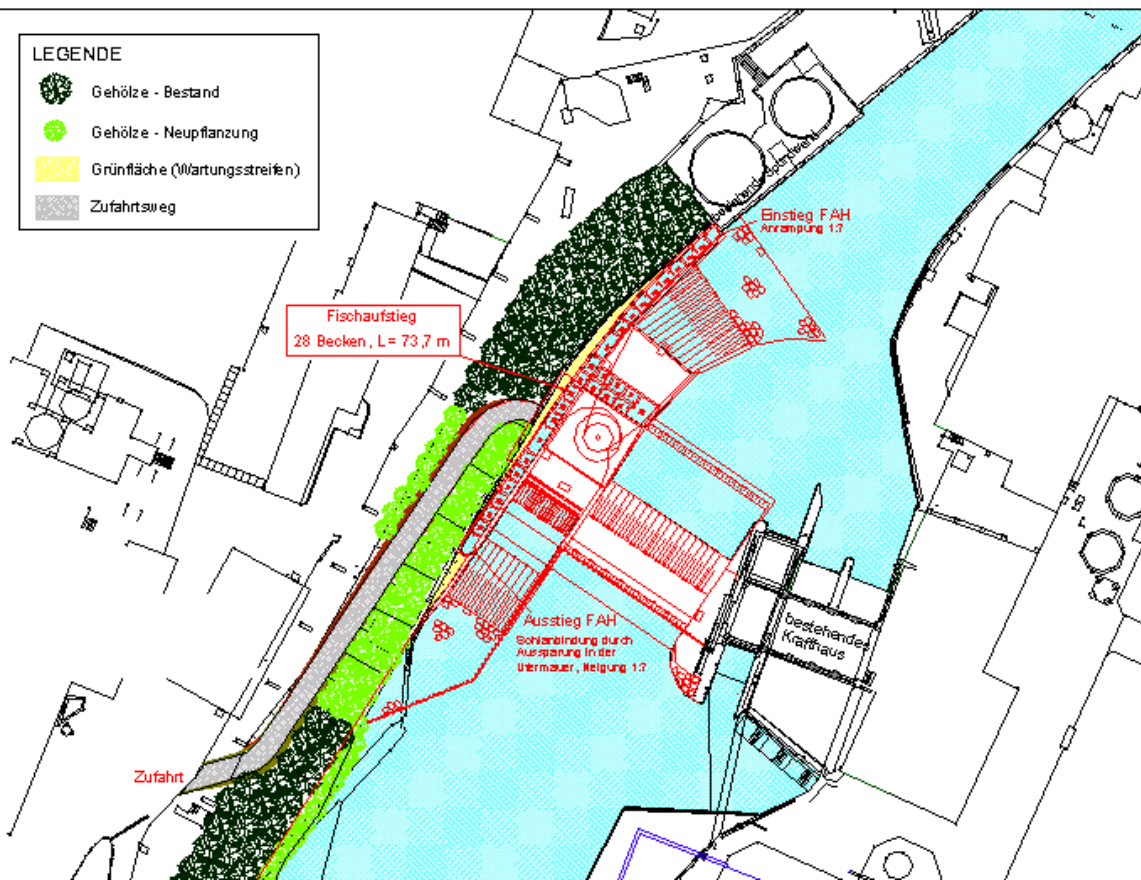 LEGENDE
Gehölze - Bestand
Gehölze - Neupflanzung
Grünfläche (Wartungsstreifen)
Zufahrtsweg
Einstieg FAH
Anrampung 1:7
Fischaufstieg
28 Becken, L= 73,7 m
Ausstieg FAH
Sohlanbindung durch
Aussparung in der
Ufermauer, Neigung 1:7
bestehendes
Krafthaus
Zufahrt